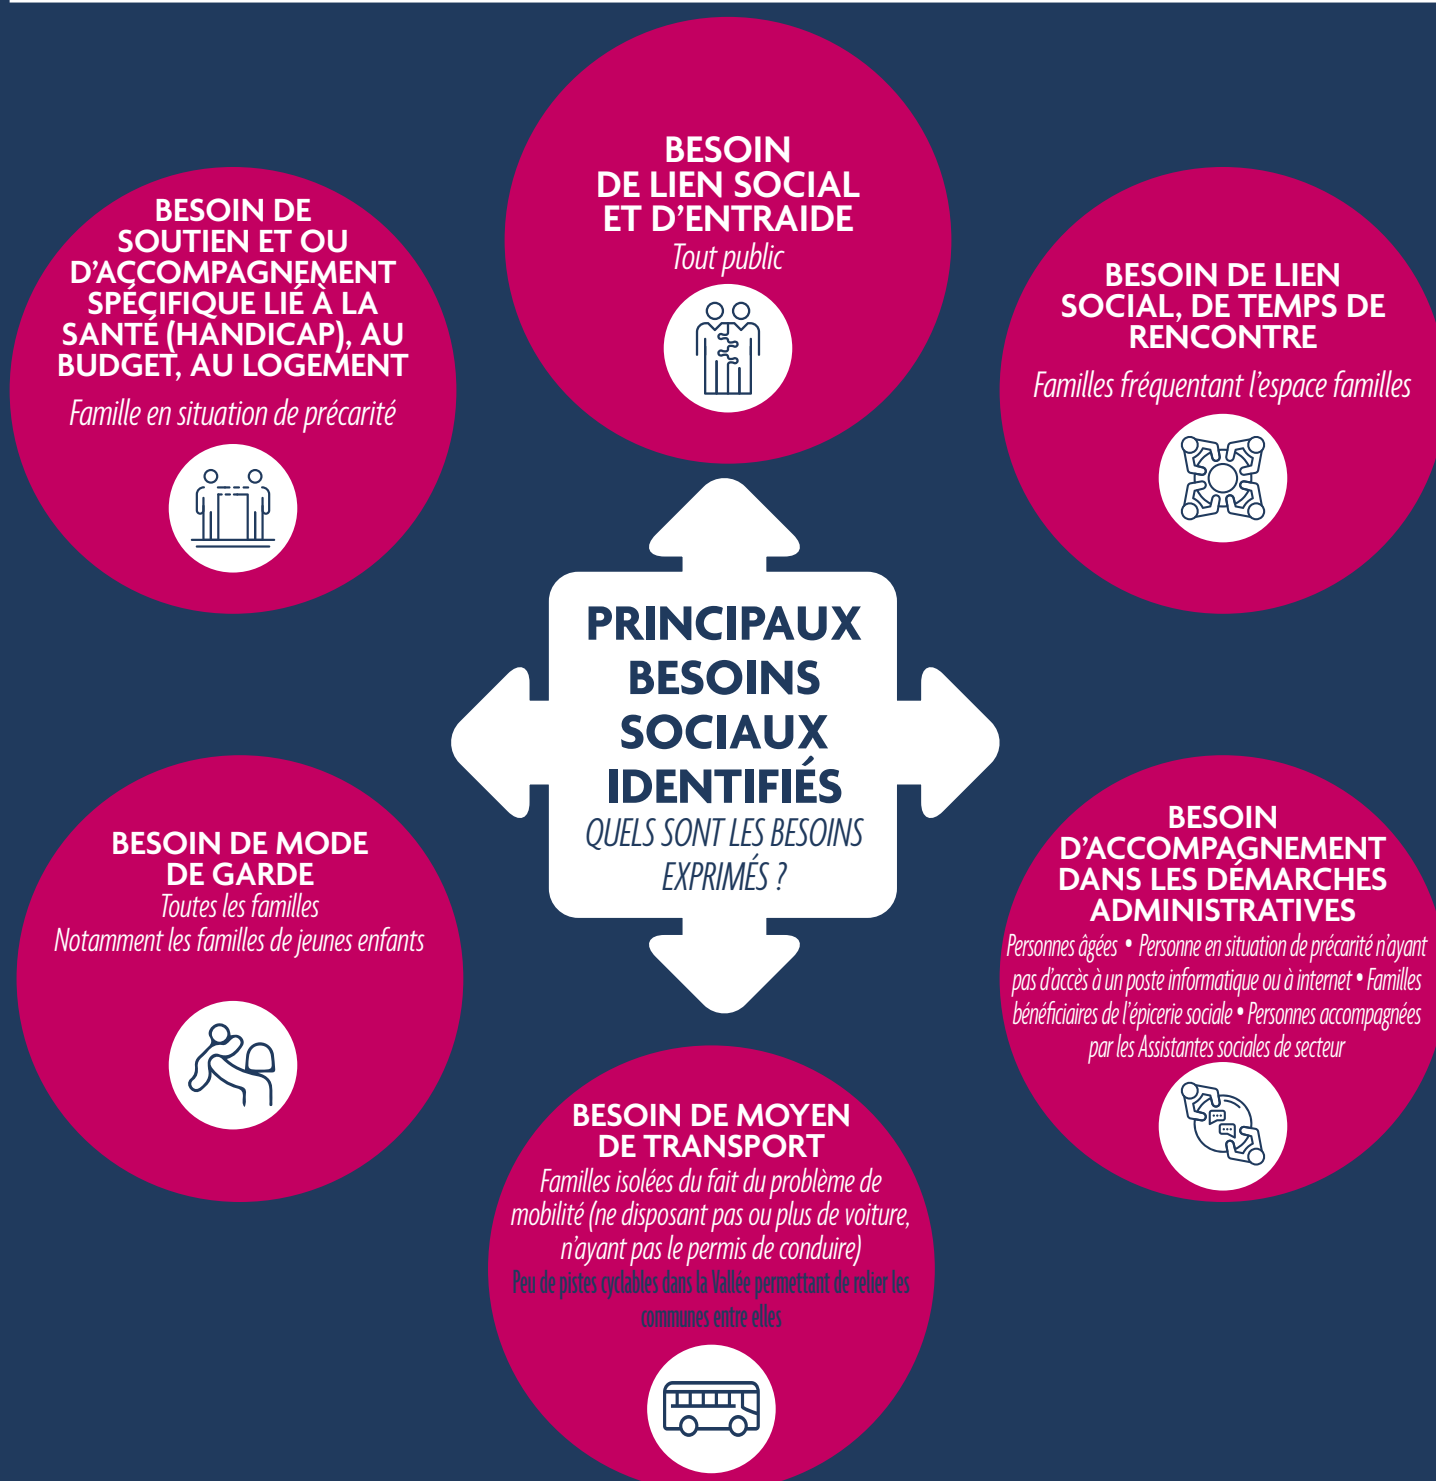 BESOIN
DE LIEN SOCIAL
ET D'ENTRAIDE
Tout public
BESOIN DE
SOUTIEN ET OU
D'ACCOMPAGNEMENT
SPÉCIFIQUE LIÉ À LA
SANTÉ (HANDICAP), AU
BUDGET, AU LOGEMENT
Famille en situation de précarité
BESOIN DE LIEN
SOCIAL, DE TEMPS DE
RENCONTRE
Familles fréquentant l'espace familles
PRINCIPAUX
BESOINS
SOCIAUX
IDENTIFIÉS
QUELS SONT LES BESOINS
EXPRIMÉS ?
BESOIN DE MODE
DE GARDE
Toutes les familles
Notamment les familles de jeunes enfants
BESOIN
D'ACCOMPAGNEMENT
DANS LES DÉMARCHES
ADMINISTRATIVES
Personnes âgées • Personne en situation de précarité n'ayant
pas d'accès à un poste informatique ou à internet • Familles
bénéficiaires de l'épicerie sociale • Personnes accompagnées
par les Assistantes sociales de secteur
BESOIN DE MOYEN
DE TRANSPORT
Familles isolées du fait du problème de
mobilité (ne disposant pas ou plus de voiture,
n'ayant pas le permis de conduire)
Peu de pistes cyclables dans la Vallée permettant de relier les
communes entre elles